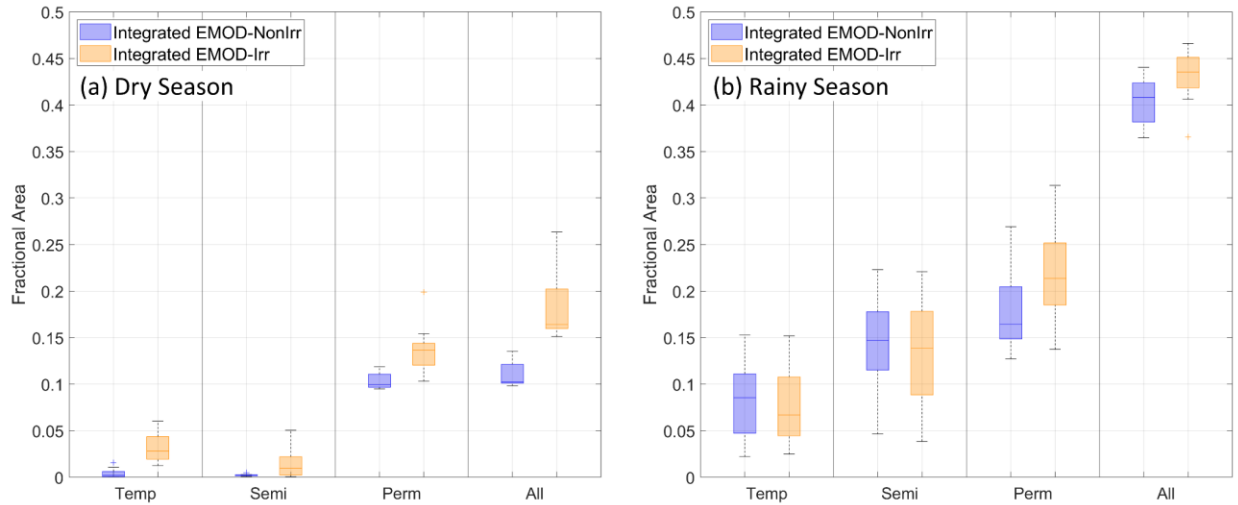 Integrated EMOD-NonIrr
Integrated EMOD-Irr
(a) Dry Season
Fractional Area
0.5
0.45
0.4
0.35
0.3
0.25
0.2
0.15
0.1
0.05
0
Temp Semi Perm All
Integrated EMOD-NonIrr
Integrated EMOD-Irr
(b) Rainy Season
Fractional Area
0.5
0.45
0.4
0.35
0.3
0.25
0.2
0.15
0.1
0.05
0
Temp Semi Perm All